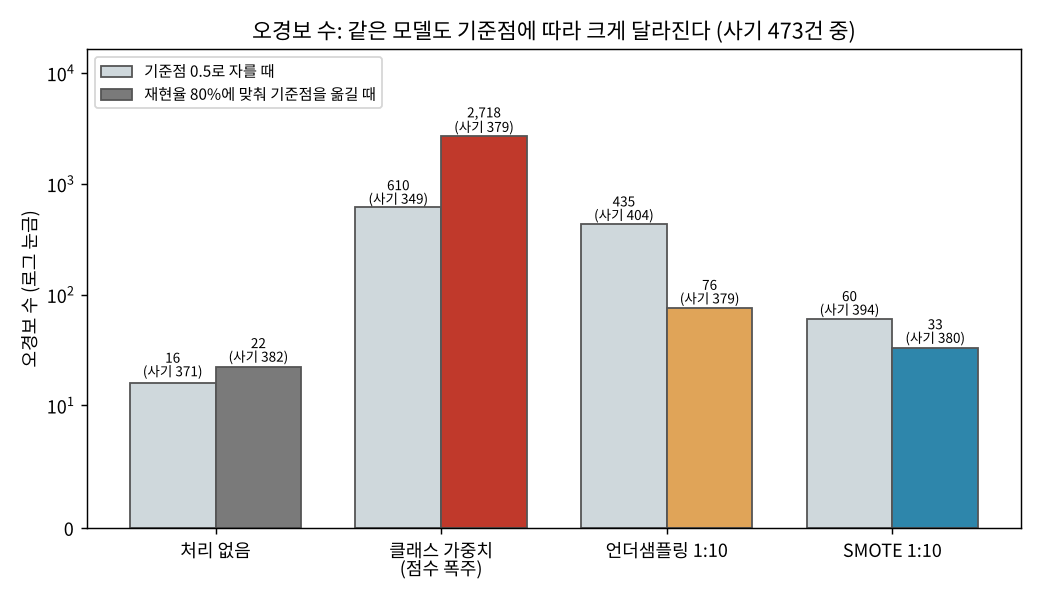 오경보 수: 같은 모델도 기준점에 따라 크게 달라진다 (사기 473건 중)
기준점 0.5로 자를 때
재현율 80%에 맞춰 기준점을 옮길 때
오경보 수 (로그 눈금)
10⁴
10³
10²
10¹
0
16
(사기 371)
22
(사기 382)
610
(사기 349)
2,718
(사기 379)
435
(사기 404)
76
(사기 379)
60
(사기 394)
33
(사기 380)
처리 없음
클래스 가중치
(점수 폭주)
언더샘플링 1:10
SMOTE 1:10